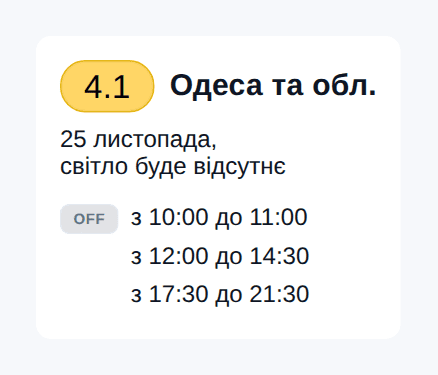 4.1 Одеса та обл.
25 листопада,
світло буде відсутнє
OFF з 10:00 до 11:00
з 12:00 до 14:30
з 17:30 до 21:30